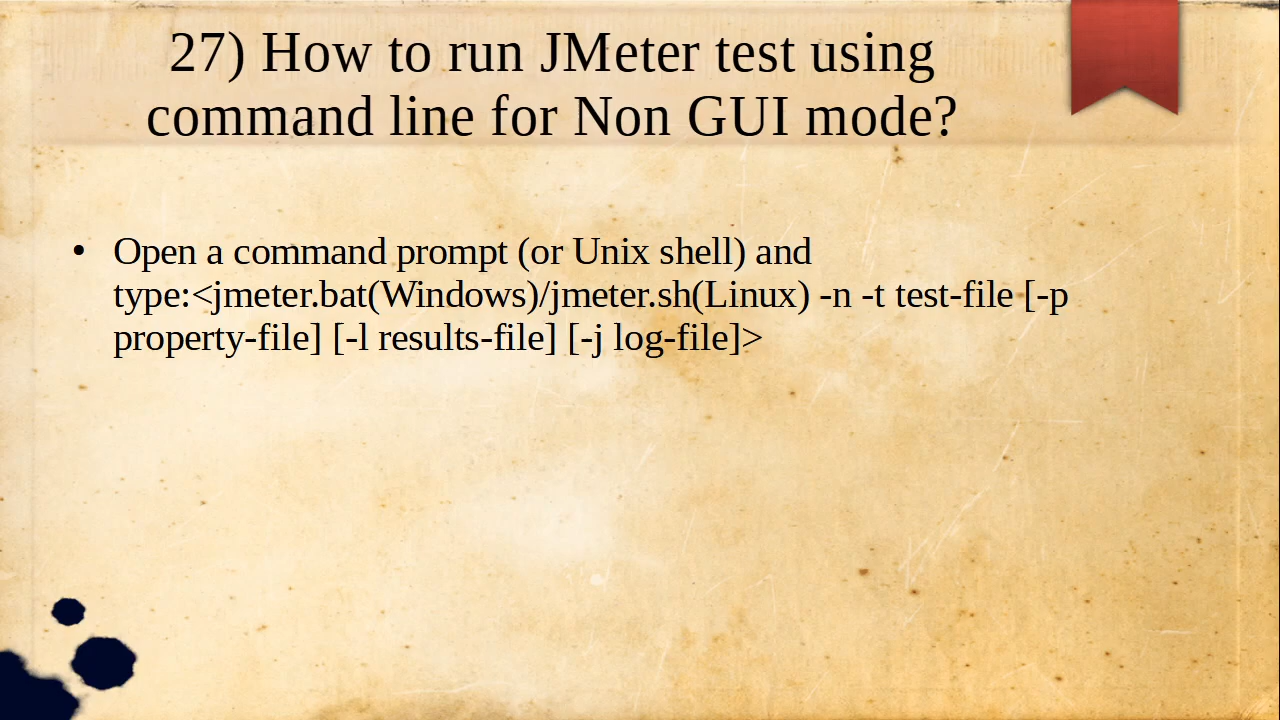 27) How to run JMeter test using
command line for Non GUI mode?
• Open a command prompt (or Unix shell) and
type:<jmeter.bat(Windows)/jmeter.sh(Linux) -n -t test-file [-p
property-file] [-l results-file] [-j log-file]>